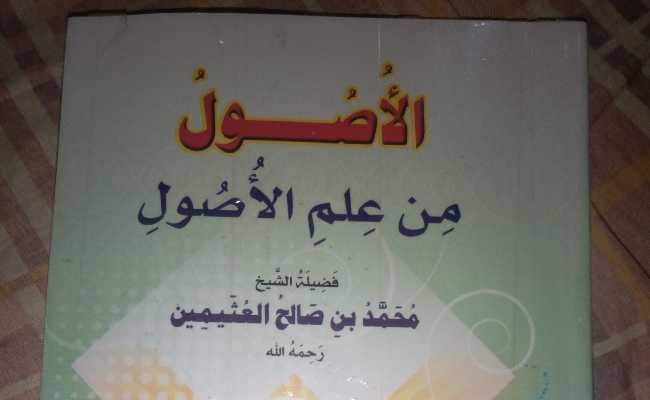 الأُصُولُ
مِن عِلمِ الأُصُولِ
فَضِيلَةُ الشَّيخِ
مُحَمَّدُ بنِ صَالحُ العُثَيمِين
رَحِمَهُ الله